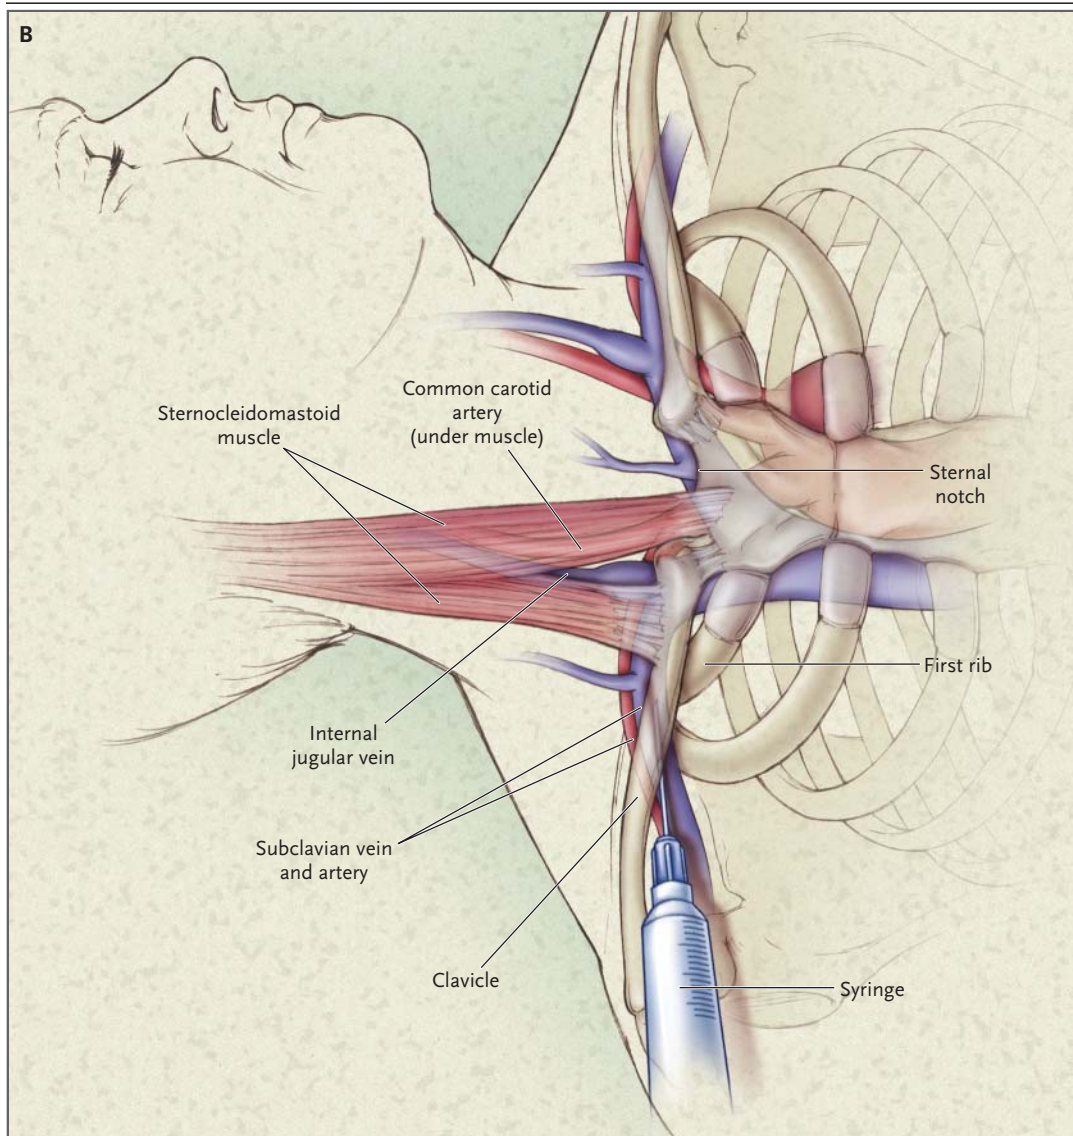 B
Common carotid
artery
(under muscle)
Sternocleidomastoid
muscle
Sternal
notch
First rib
Internal
jugular vein
Subclavian vein
and artery
Clavicle
Syringe